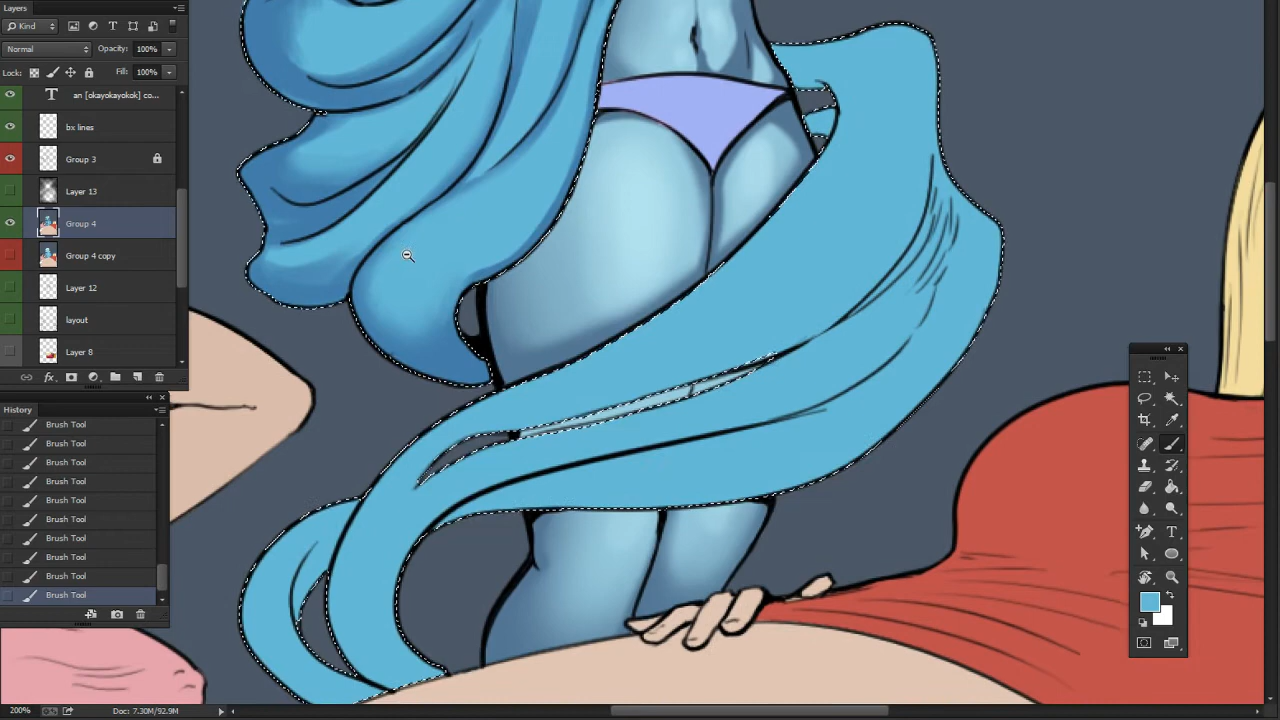 Layers
Kind
Normal
Opacity: 100%
Lock:
Fill: 100%
T an [okayokayokok] co...
bx lines
Group 3
Layer 13
Group 4
Group 4 copy
Layer 12
layout
Layer 8
fx
History
Brush Tool
Brush Tool
Brush Tool
Brush Tool
Brush Tool
Brush Tool
Brush Tool
Brush Tool
Brush Tool
Brush Tool
200%
Doc: 7.30M/92.9M